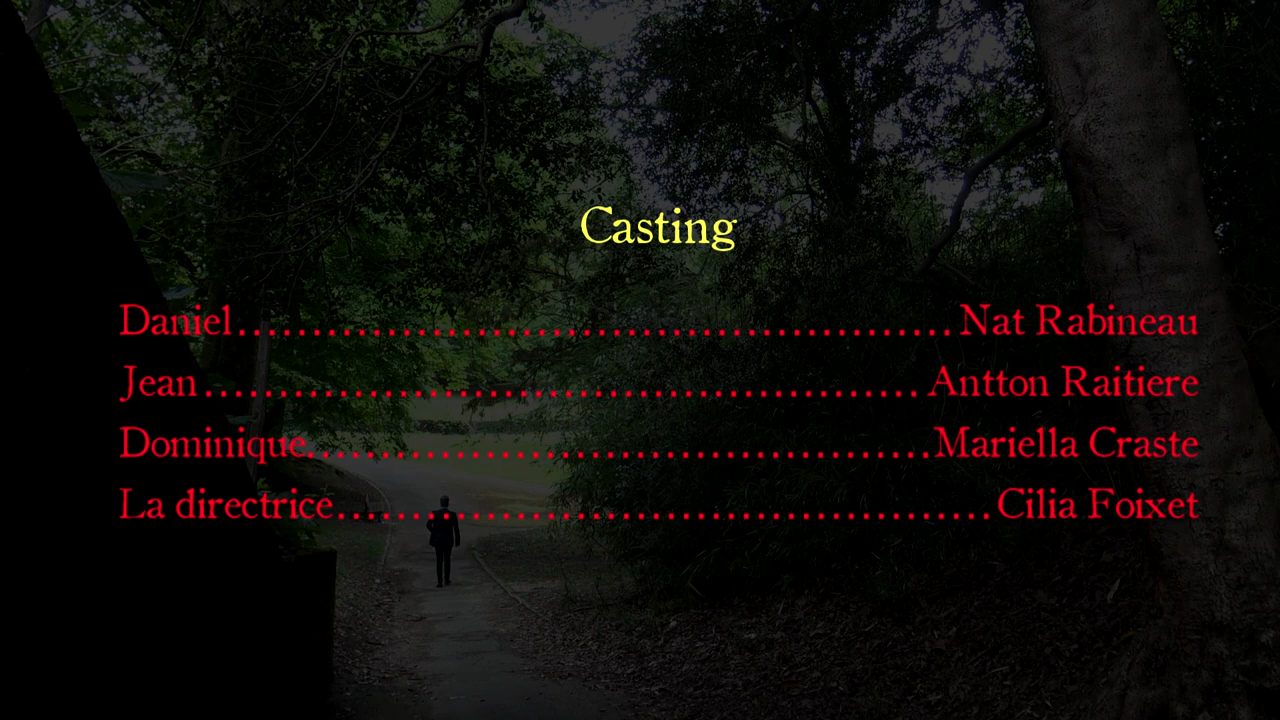 Casting
Daniel................................................Nat Rabineau
Jean................................................Antton Raitiere
Dominique..........................................Mariella Craste
La directrice............................................Cilia Foixet